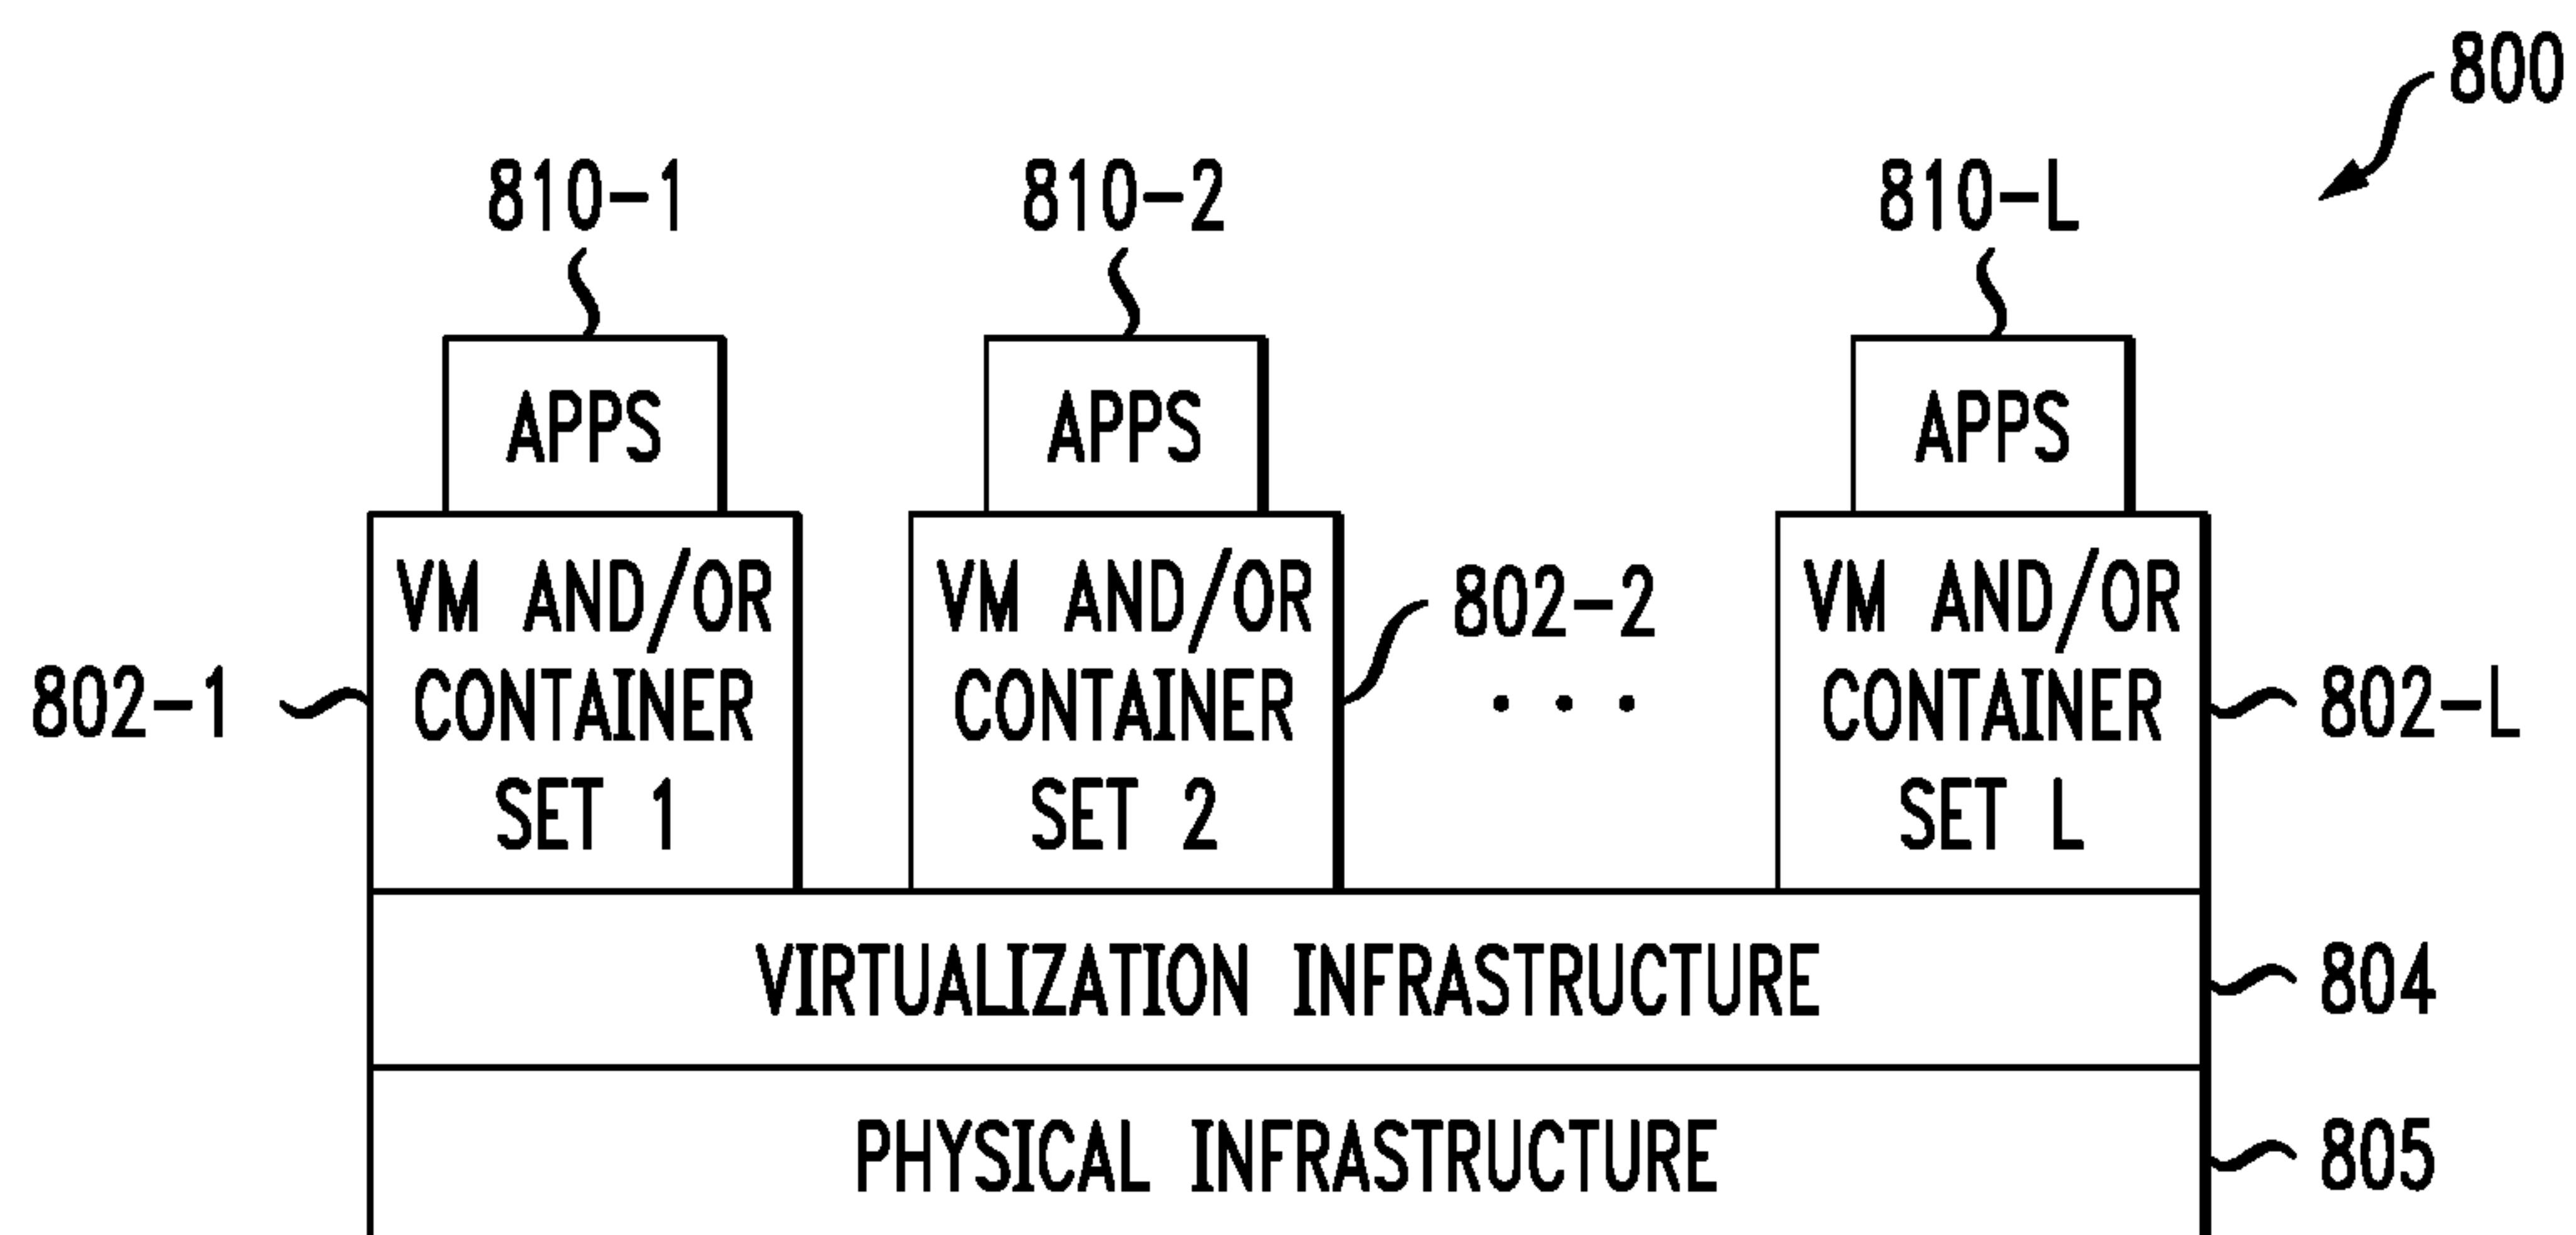 800
810-1 810-2 810-L
APPS APPS APPS
VM AND/OR
CONTAINER
SET 1
VM AND/OR
CONTAINER
SET 2
VM AND/OR
CONTAINER
SET L
802-1
802-2
. . .
802-L
VIRTUALIZATION INFRASTRUCTURE
804
PHYSICAL INFRASTRUCTURE
805